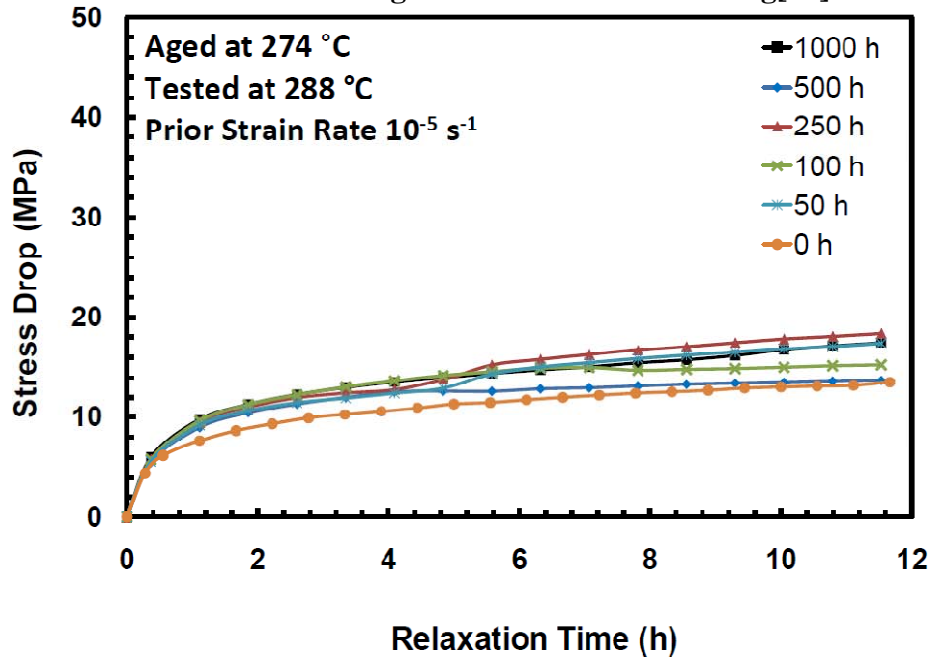 50
40
30
20
10
0
Stress Drop (MPa)
Aged at 274 °C
Tested at 288 °C
Prior Strain Rate 10⁻⁵ s⁻¹
1000 h
500 h
250 h
100 h
50 h
0 h
0 2 4 6 8 10 12
Relaxation Time (h)